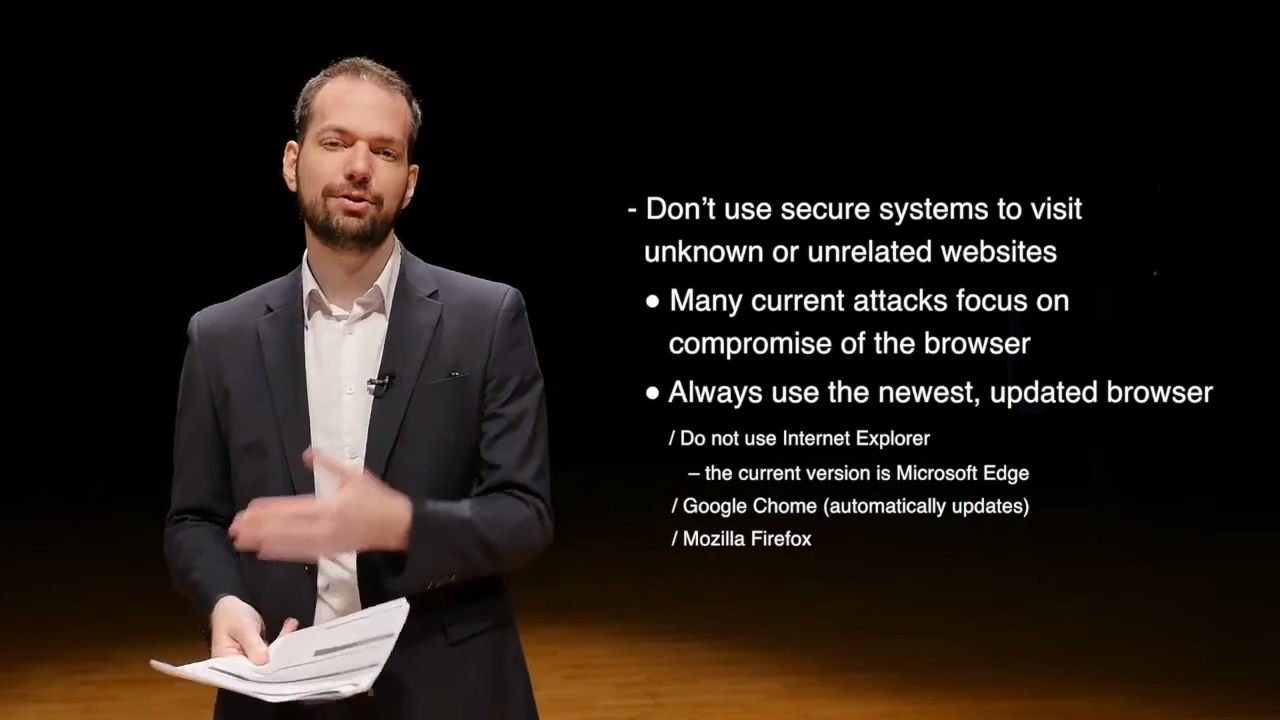 - Don’t use secure systems to visit
unknown or unrelated websites
● Many current attacks focus on
compromise of the browser
● Always use the newest, updated browser
/ Do not use Internet Explorer
– the current version is Microsoft Edge
/ Google Chome (automatically updates)
/ Mozilla Firefox